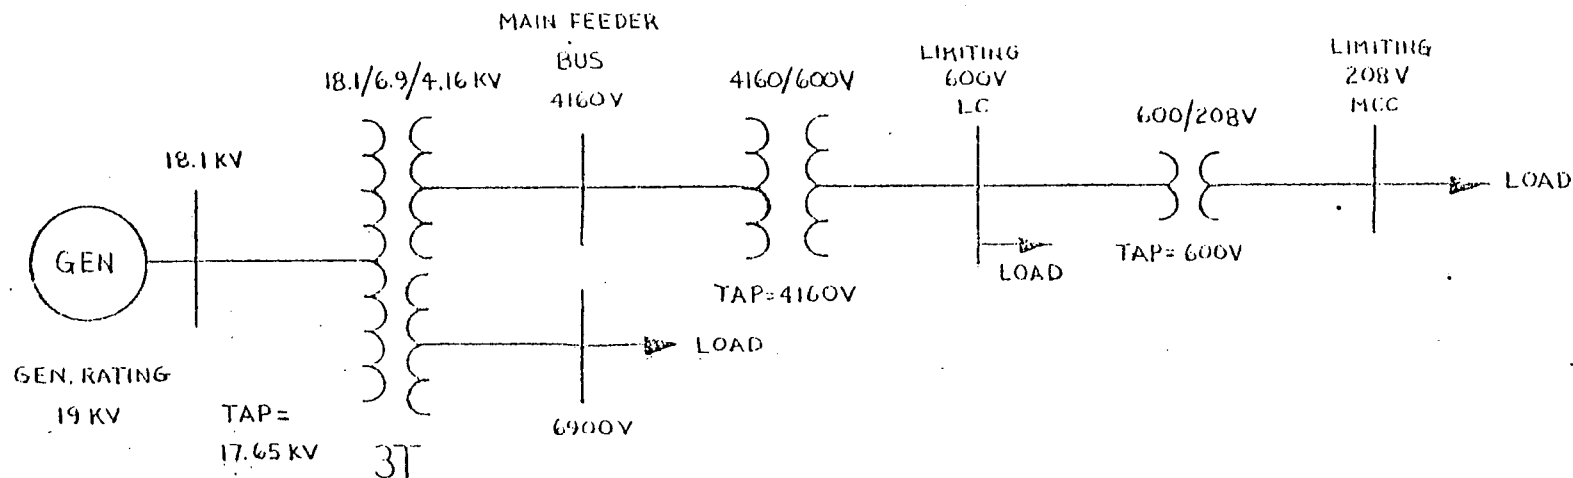 MAIN FEEDER
BUS
4160V
18.1/6.9/4.16 KV
4160/600V
LIMITING
600V
LC
LIMITING
208V
MCC
600/208V
18.1 KV
GEN
LOAD
LOAD
TAP=600V
TAP=4160V
LOAD
GEN. RATING
19 KV
TAP=
17.65 KV
6900V
3T